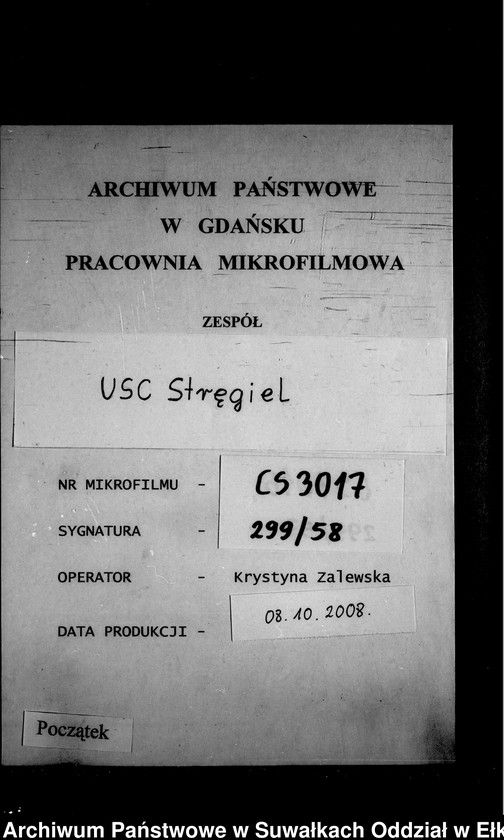 ARCHIWUM PAŃSTWOWE
W GDAŃSKU
PRACOWNIA MIKROFILMOWA
ZESPÓŁ
USC Stręgiel
NR MIKROFILMU - CS 3017
SYGNATURA - 299/58
OPERATOR - Krystyna Zalewska
DATA PRODUKCJI - 08.10.2008.
Początek
Archiwum Państwowe w Suwałkach Oddział w Ełk